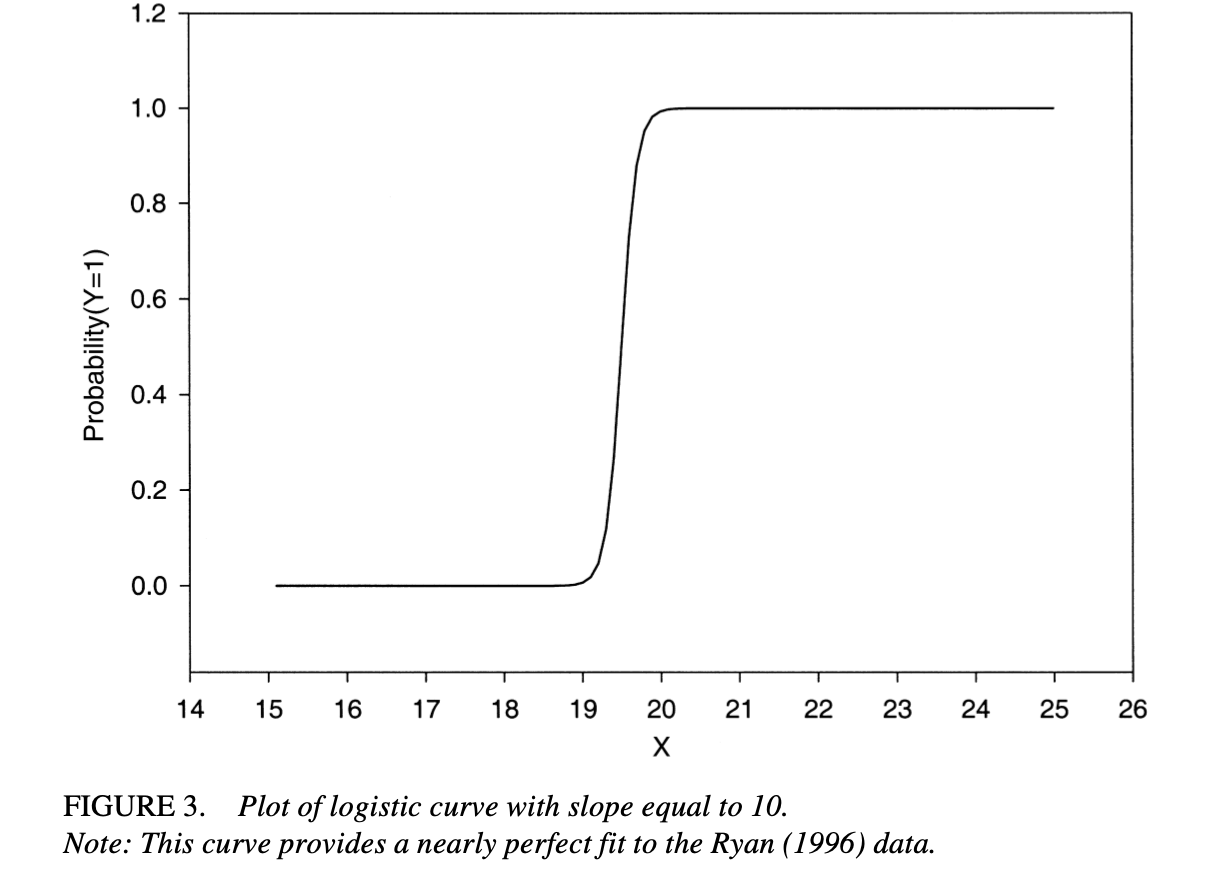 1.2
1.0
0.8
0.6
0.4
0.2
0.0
Probability(Y=1)
14 15 16 17 18 19 20 21 22 23 24 25 26
X
FIGURE 3. Plot of logistic curve with slope equal to 10.
Note: This curve provides a nearly perfect fit to the Ryan (1996) data.